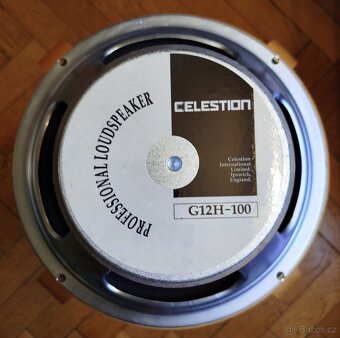 PROFESSIONAL LOUDSPEAKER
CELESTION
Celestion
International
Limited,
Ipswich,
England.
G12H-100
Bazos.cz